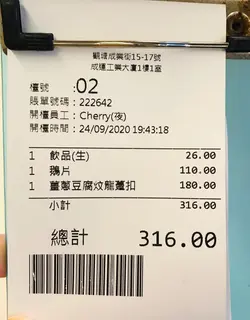 觀塘成業街15-17號
成運工業大廈1樓1室
檯號 :02
賬單號碼 : 222642
開檯員工 : Cherry(夜)
開檯時間 : 24/09/2020 19:43:18
1 飲品(生) 26.00
1 鵝片 110.00
1 薑蔥豆腐炆龍躉扣 180.00
小計 316.00
總計 316.00